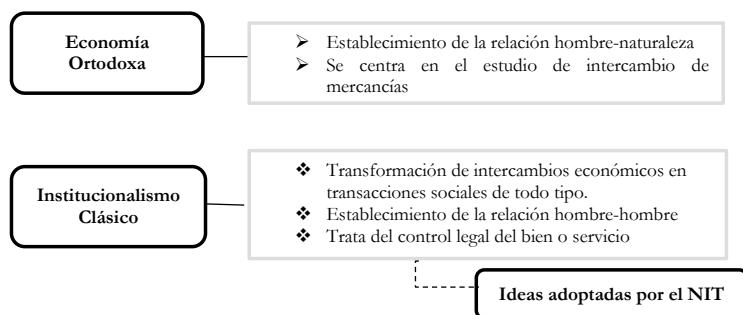 Economía
Ortodoxa
➢ Establecimiento de la relación hombre-naturaleza
➢ Se centra en el estudio de intercambio de
mercancías
Institucionalismo
Clásico
❖ Transformación de intercambios económicos en
transacciones sociales de todo tipo.
❖ Establecimiento de la relación hombre-hombre
❖ Trata del control legal del bien o servicio
Ideas adoptadas por el NIT